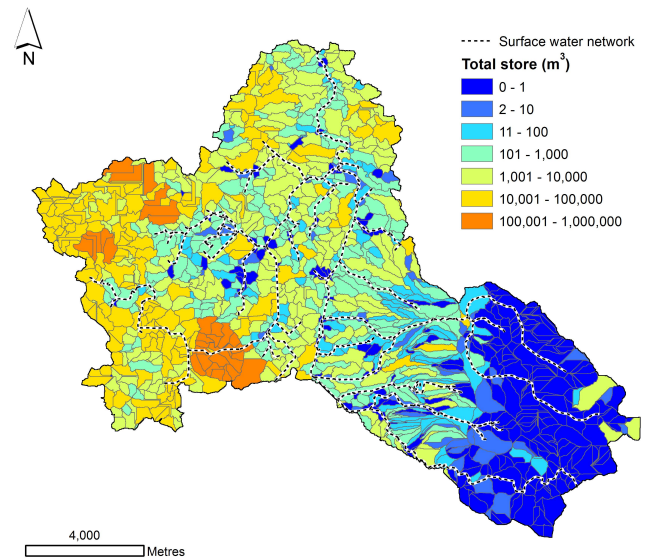 N
Surface water network
Total store (m³)
0 - 1
2 - 10
11 - 100
101 - 1,000
1,001 - 10,000
10,001 - 100,000
100,001 - 1,000,000
4,000
Metres